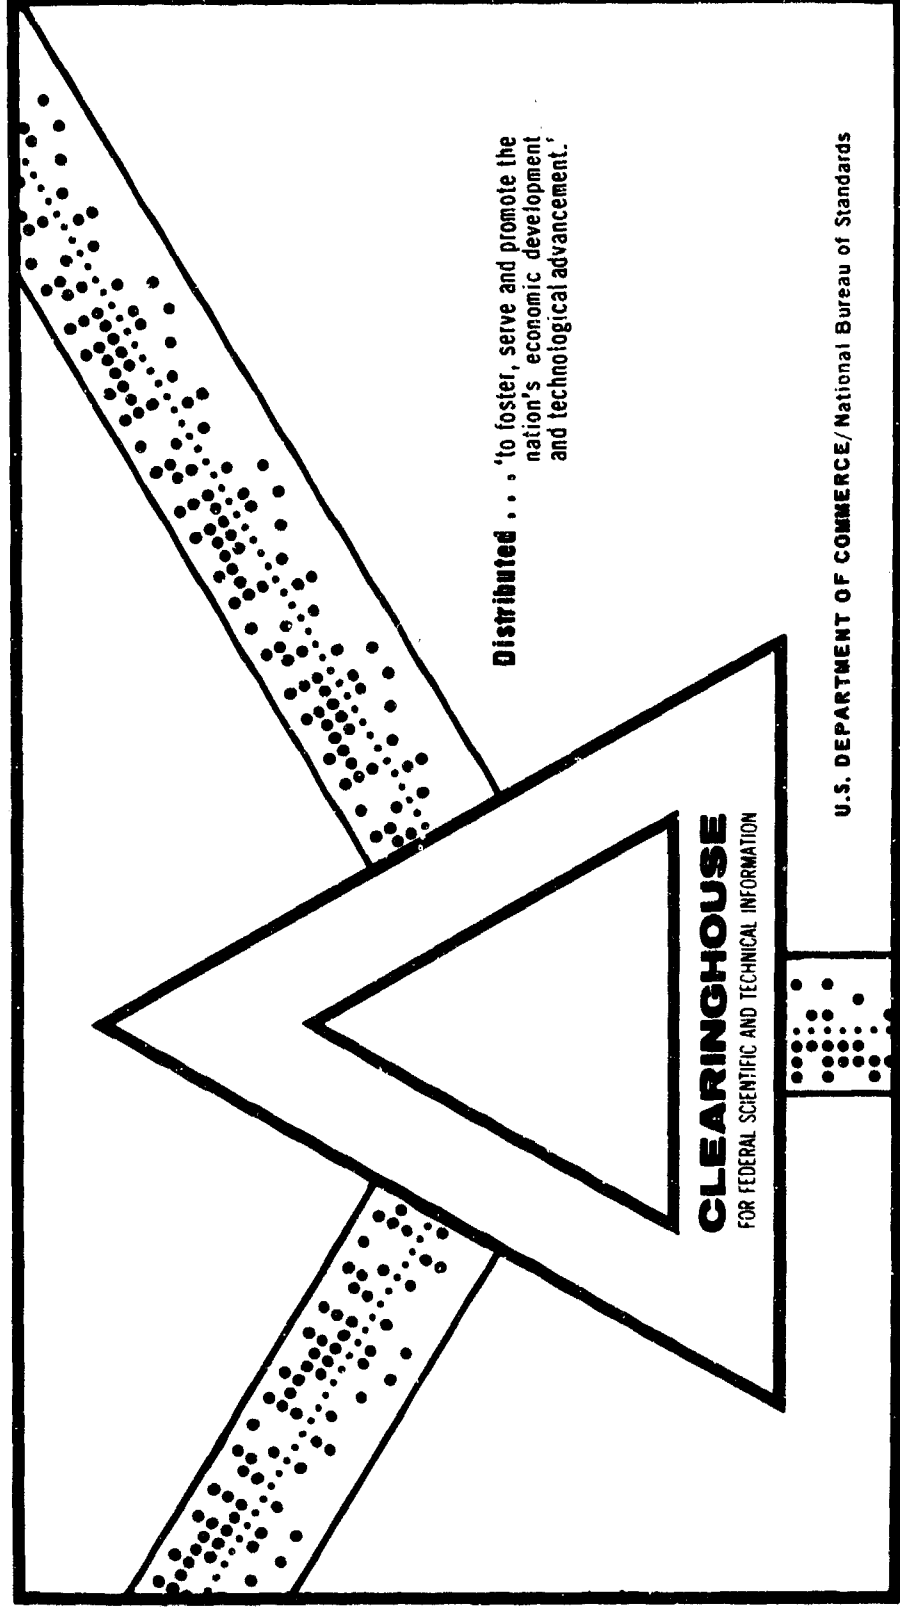 Distributed . . . 'to foster, serve and promote the
nation's economic development
and technological advancement.'
CLEARINGHOUSE
FOR FEDERAL SCIENTIFIC AND TECHNICAL INFORMATION
U.S. DEPARTMENT OF COMMERCE/National Bureau of Standards